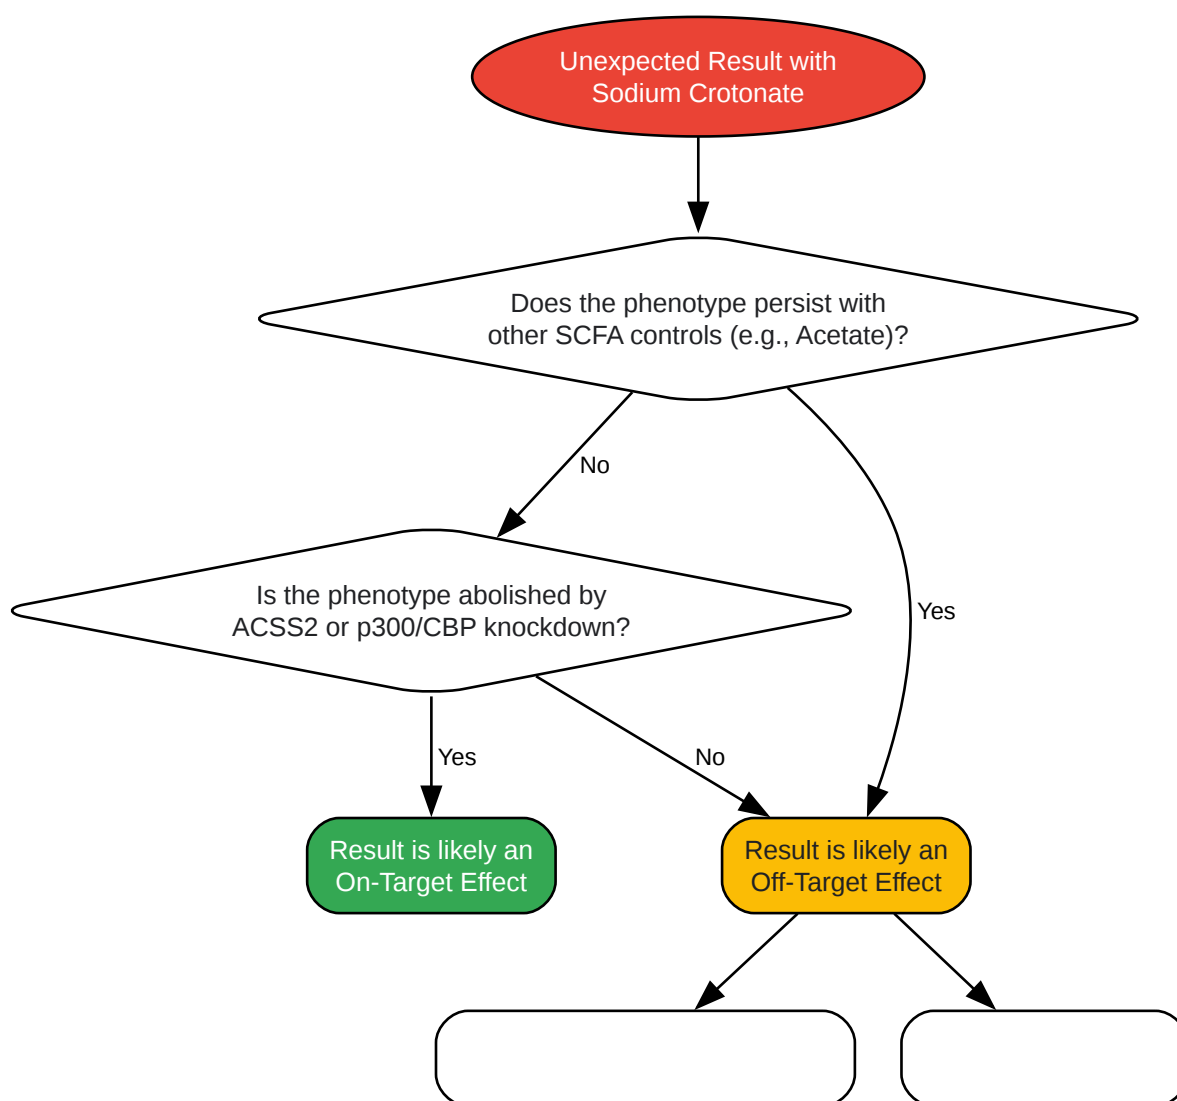 Unexpected Result with
Sodium Crotonate
Does the phenotype persist with
other SCFA controls (e.g., Acetate)?
No
Is the phenotype abolished by
ACSS2 or p300/CBP knockdown?
Yes
Yes
No
Result is likely an
On-Target Effect
Result is likely an
Off-Target Effect